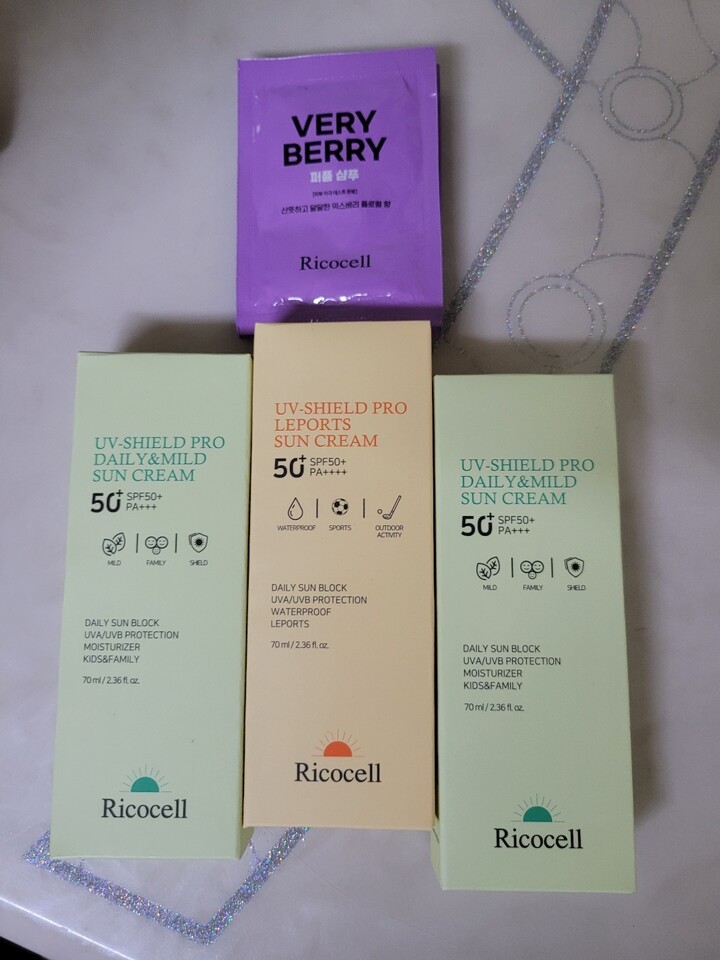 VERY
BERRY
퍼플 샴푸
산뜻하고 달달한 믹스베리 플로럴 향
Ricocell
UV-SHIELD PRO
DAILY&MILD
SUN CREAM
50+ SPF50+
PA+++
MILD FAMILY SHIELD
DAILY SUN BLOCK
UVA/UVB PROTECTION
MOISTURIZER
KIDS&FAMILY
70 ml / 2.36 fl. oz.
Ricocell
UV-SHIELD PRO
LEPORTS
SUN CREAM
50+ SPF50+
PA++++
WATERPROOF SPORTS OUTDOOR
ACTIVITY
DAILY SUN BLOCK
UVA/UVB PROTECTION
WATERPROOF
LEPORTS
70 ml / 2.36 fl. oz.
Ricocell
UV-SHIELD PRO
DAILY&MILD
SUN CREAM
50+ SPF50+
PA+++
MILD FAMILY SHIELD
DAILY SUN BLOCK
UVA/UVB PROTECTION
MOISTURIZER
KIDS&FAMILY
70 ml / 2.36 fl. oz.
Ricocell